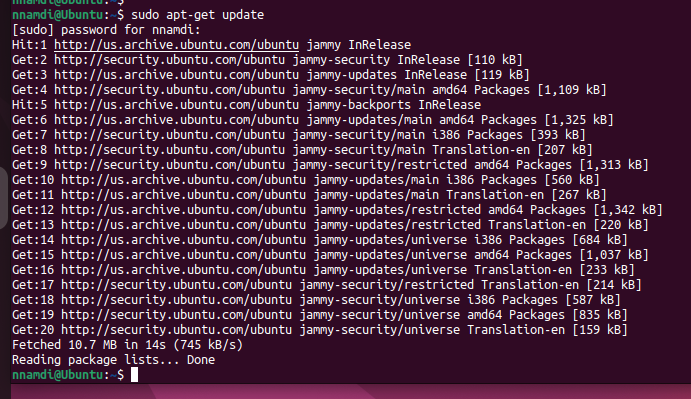 nnamdi@Ubuntu:~$ sudo apt-get update
[sudo] password for nnamdi:
Hit:1 http://us.archive.ubuntu.com/ubuntu jammy InRelease
Get:2 http://security.ubuntu.com/ubuntu jammy-security InRelease [110 kB]
Get:3 http://us.archive.ubuntu.com/ubuntu jammy-updates InRelease [119 kB]
Get:4 http://security.ubuntu.com/ubuntu jammy-security/main amd64 Packages [1,109 kB]
Hit:5 http://us.archive.ubuntu.com/ubuntu jammy-backports InRelease
Get:6 http://us.archive.ubuntu.com/ubuntu jammy-updates/main amd64 Packages [1,325 kB]
Get:7 http://security.ubuntu.com/ubuntu jammy-security/main i386 Packages [393 kB]
Get:8 http://security.ubuntu.com/ubuntu jammy-security/main Translation-en [207 kB]
Get:9 http://security.ubuntu.com/ubuntu jammy-security/restricted amd64 Packages [1,313 kB]
Get:10 http://us.archive.ubuntu.com/ubuntu jammy-updates/main i386 Packages [560 kB]
Get:11 http://us.archive.ubuntu.com/ubuntu jammy-updates/main Translation-en [267 kB]
Get:12 http://us.archive.ubuntu.com/ubuntu jammy-updates/restricted amd64 Packages [1,342 kB]
Get:13 http://us.archive.ubuntu.com/ubuntu jammy-updates/restricted Translation-en [220 kB]
Get:14 http://us.archive.ubuntu.com/ubuntu jammy-updates/universe i386 Packages [684 kB]
Get:15 http://us.archive.ubuntu.com/ubuntu jammy-updates/universe amd64 Packages [1,037 kB]
Get:16 http://us.archive.ubuntu.com/ubuntu jammy-updates/universe Translation-en [233 kB]
Get:17 http://security.ubuntu.com/ubuntu jammy-security/restricted Translation-en [214 kB]
Get:18 http://security.ubuntu.com/ubuntu jammy-security/universe i386 Packages [587 kB]
Get:19 http://security.ubuntu.com/ubuntu jammy-security/universe amd64 Packages [835 kB]
Get:20 http://security.ubuntu.com/ubuntu jammy-security/universe Translation-en [159 kB]
Fetched 10.7 MB in 14s (745 kB/s)
Reading package lists... Done
nnamdi@Ubuntu:~$